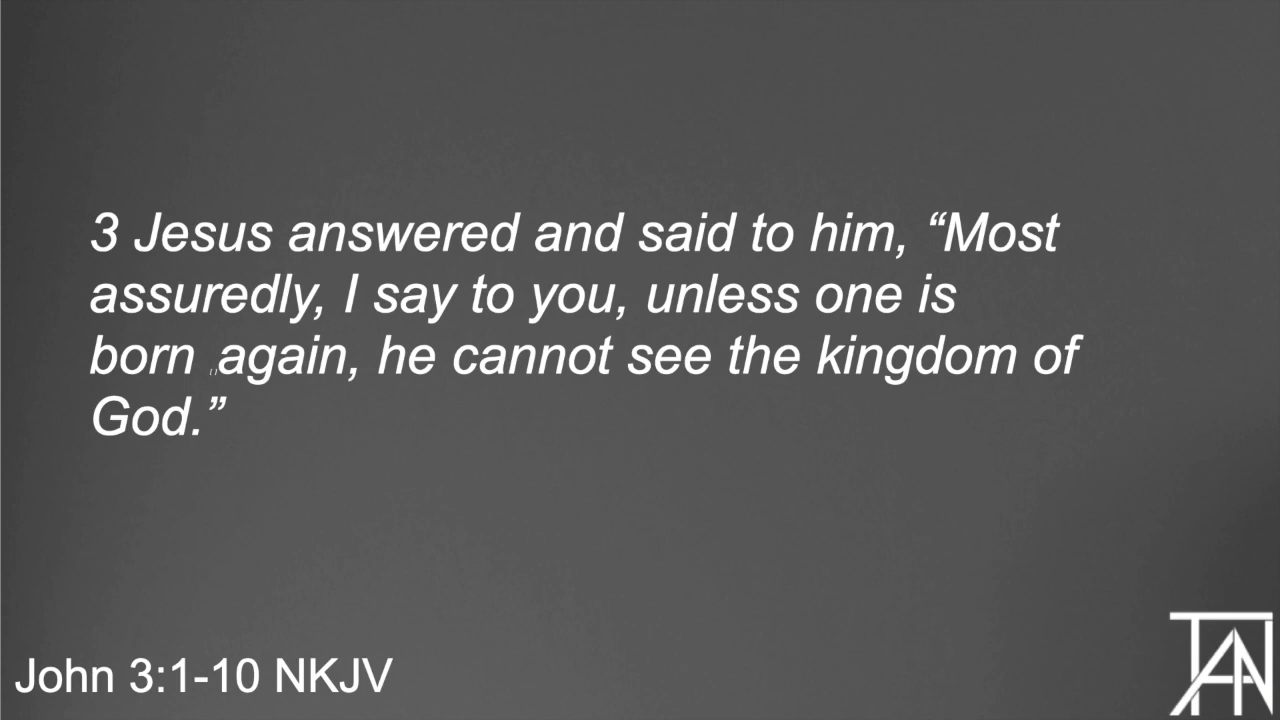 3 Jesus answered and said to him, “Most
assuredly, I say to you, unless one is
born [ ]again, he cannot see the kingdom of
God.”
John 3:1-10 NKJV